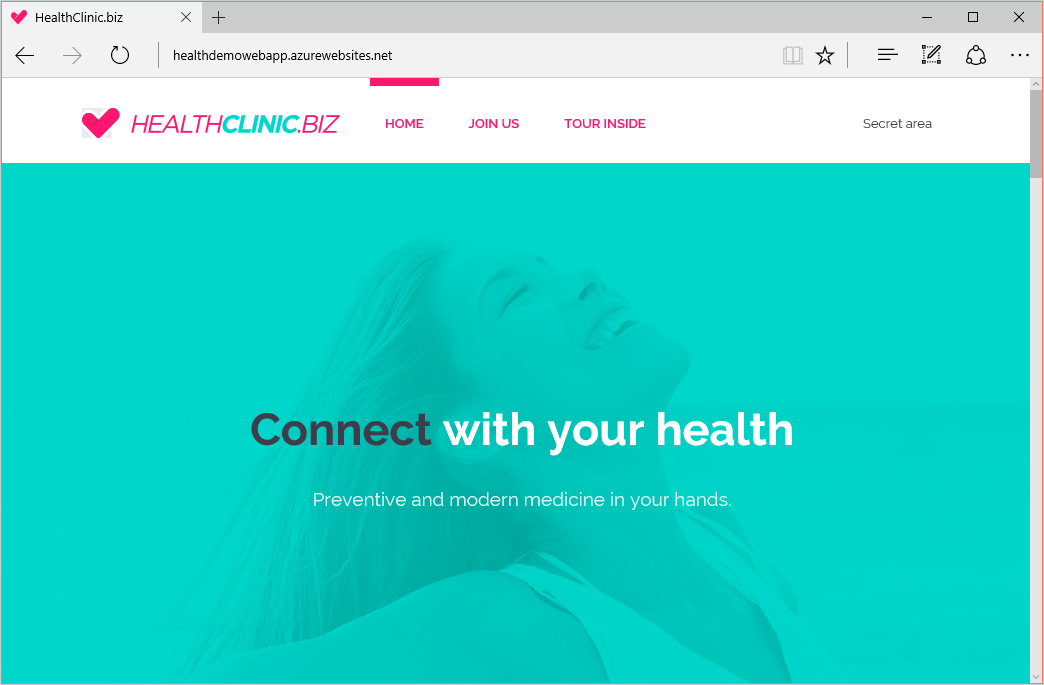 HealthClinic.biz
healthdemowebapp.azurewebsites.net
HEALTHCLINIC.BIZ HOME JOIN US TOUR INSIDE Secret area
Connect with your health
Preventive and modern medicine in your hands.